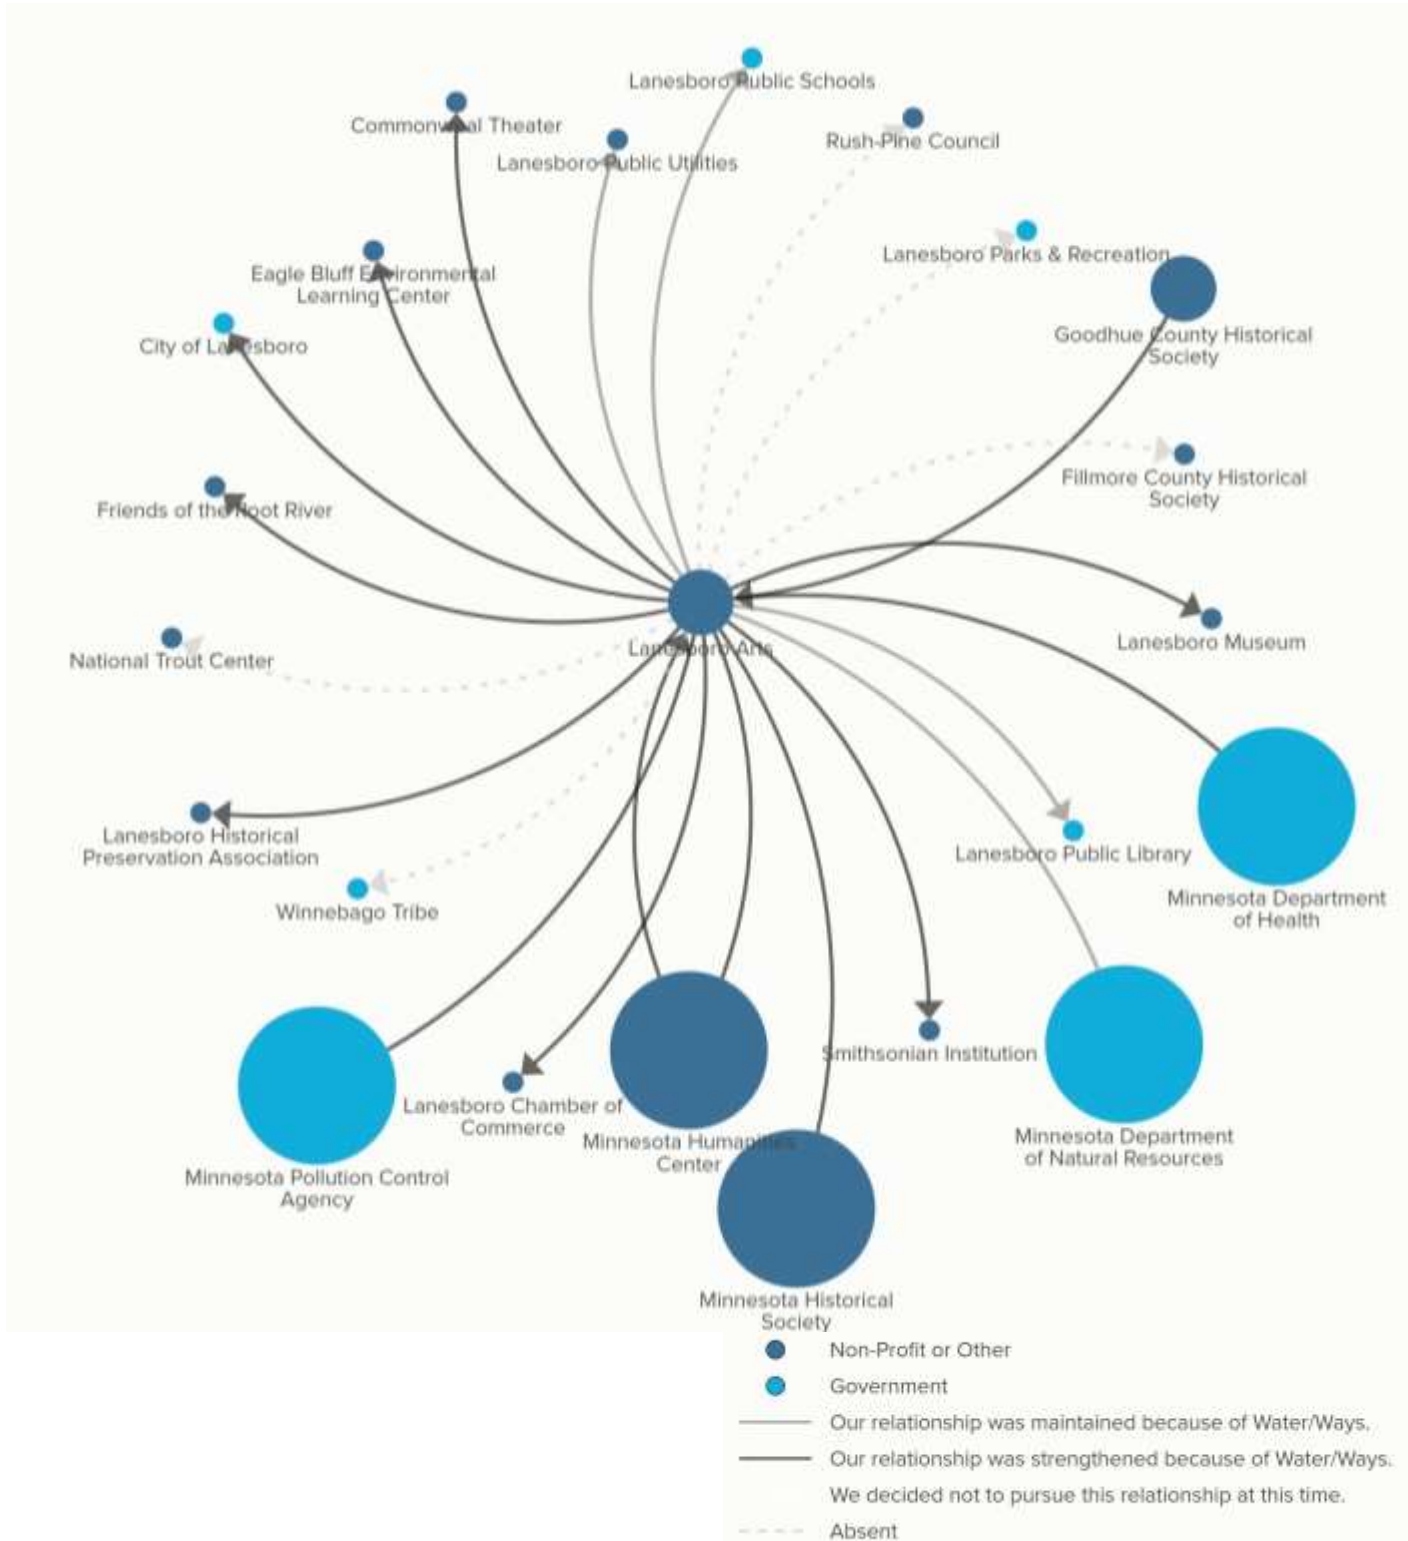 Lanesboro Public Schools
Commonweal Theater
Rush-Pine Council
Lanesboro Public Utilities
Lanesboro Parks & Recreation
Eagle Bluff Environmental
Learning Center
Goodhue County Historical
Society
City of Lanesboro
Fillmore County Historical
Society
Friends of the Root River
Lanesboro Museum
Lanesboro Arts
National Trout Center
Lanesboro Historical
Preservation Association
Lanesboro Public Library
Minnesota Department
of Health
Winnebago Tribe
Smithsonian Institution
Lanesboro Chamber of
Commerce
Minnesota Humanities
Center
Minnesota Department
of Natural Resources
Minnesota Pollution Control
Agency
Minnesota Historical
Society
Non-Profit or Other
Government
Our relationship was maintained because of Water/Ways.
Our relationship was strengthened because of Water/Ways.
We decided not to pursue this relationship at this time.
Absent